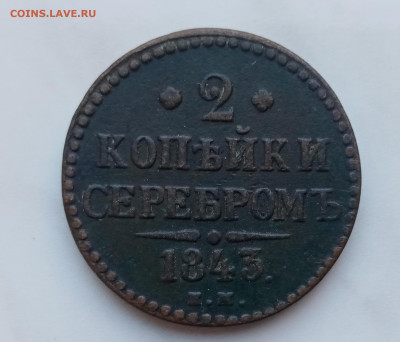 COINS.LAVE.RU
2
КОПѢЙКИ
СЕРЕБРОМЪ
1843.